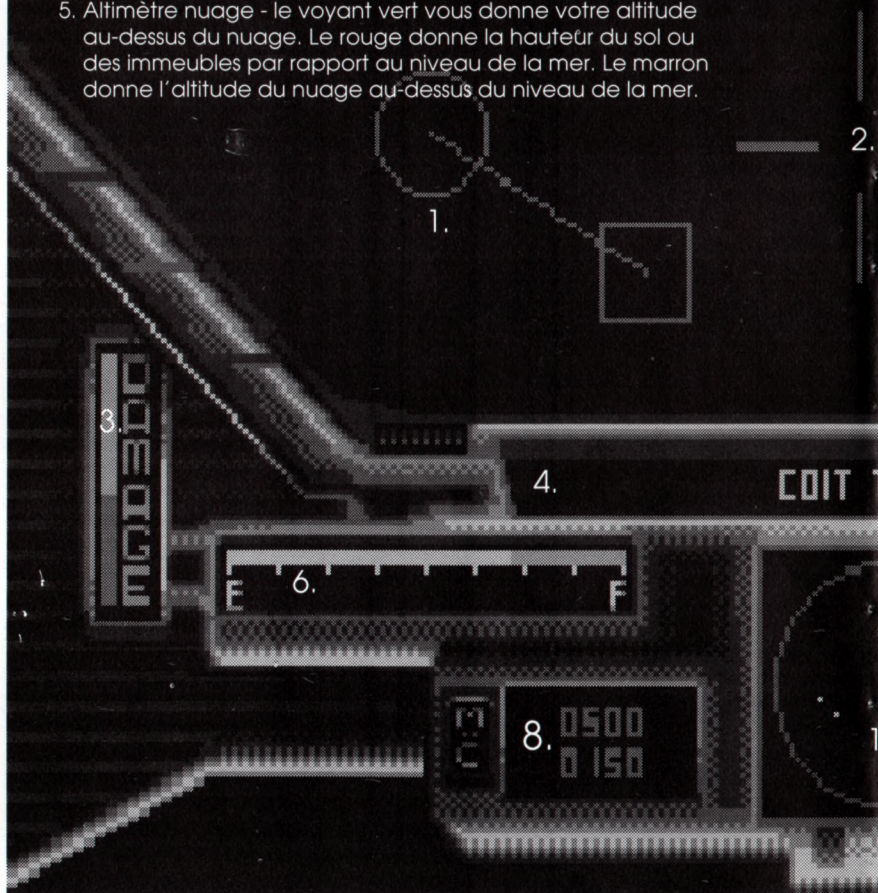 5. Altimètre nuage - le voyant vert vous donne votre altitude
au-dessus du nuage. Le rouge donne la hauteur du sol ou
des immeubles par rapport au niveau de la mer. Le marron
donne l'altitude du nuage au-dessus du niveau de la mer.
2.
1.
3.
DAMAGE
4.
COIT
6.
E F
8.
0500
0150
1